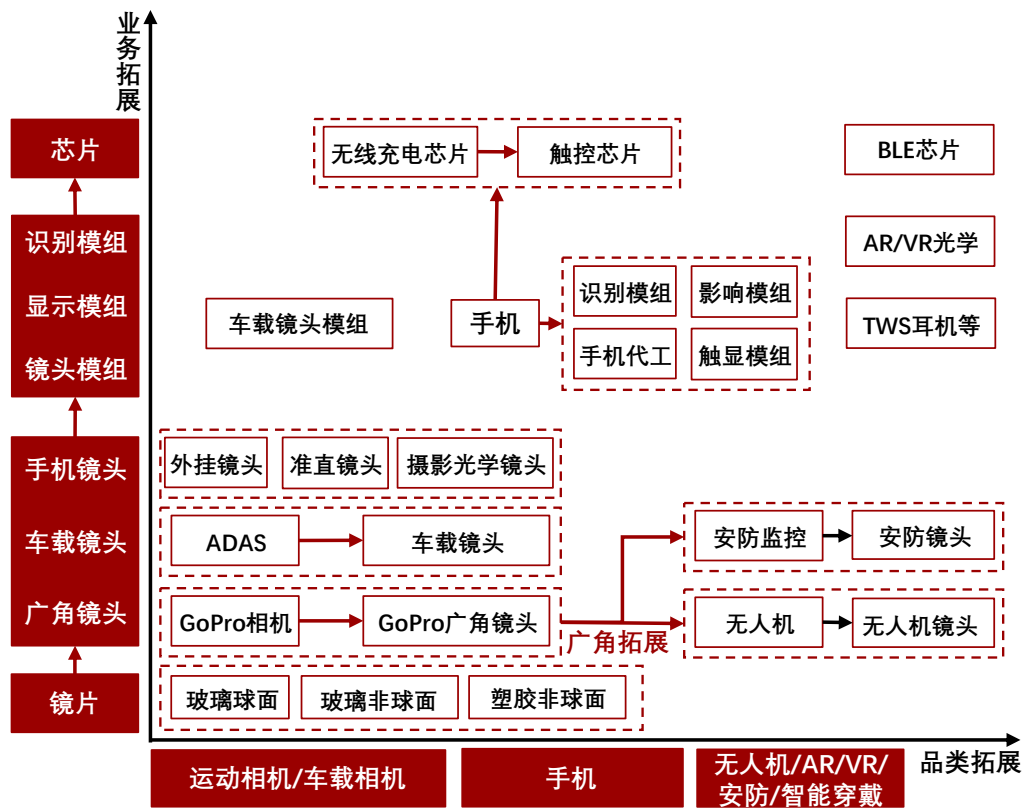 业务拓展
芯片
无线充电芯片
触控芯片
BLE芯片
识别模组
显示模组
镜头模组
AR/VR光学
车载镜头模组
手机
识别模组
影响模组
手机代工
触显模组
TWS耳机等
手机镜头
车载镜头
广角镜头
外挂镜头
准直镜头
摄影光学镜头
ADAS
车载镜头
安防监控
安防镜头
GoPro相机
GoPro广角镜头
广角拓展
无人机
无人机镜头
镜片
玻璃球面
玻璃非球面
塑胶非球面
运动相机/车载相机
手机
无人机/AR/VR/
安防/智能穿戴
品类拓展